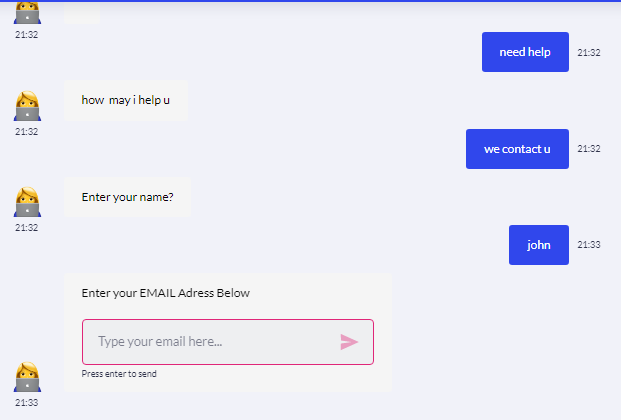 21:32
need help
21:32
how may i help u
21:32
we contact u
21:32
Enter your name?
21:32
john
21:33
Enter your EMAIL Adress Below
Type your email here...
Press enter to send
21:33